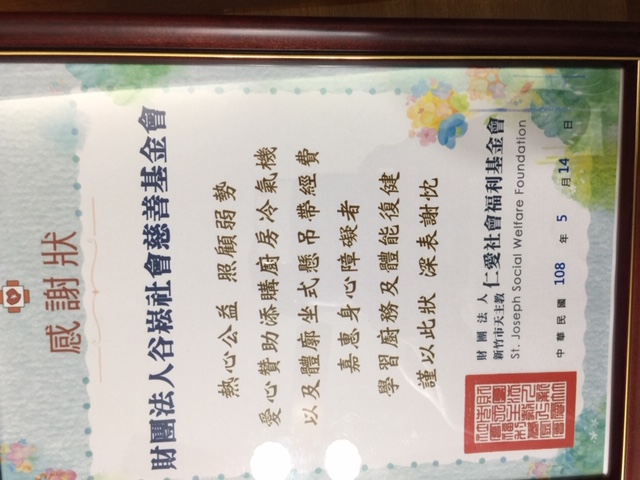 感謝狀
財團法人谷崧社會慈善基金會
熱心公益 照顧弱勢
愛心贊助添購廚房冷氣機
以及體廓坐式懸吊帶經費
嘉惠身心障礙者
學習廚務及體能復健
謹以此狀 深表謝忱
財團法人
新竹市天主教 仁愛社會福利基金會
St. Joseph Social Welfare Foundation
中華民國 108 年 5 月 14 日